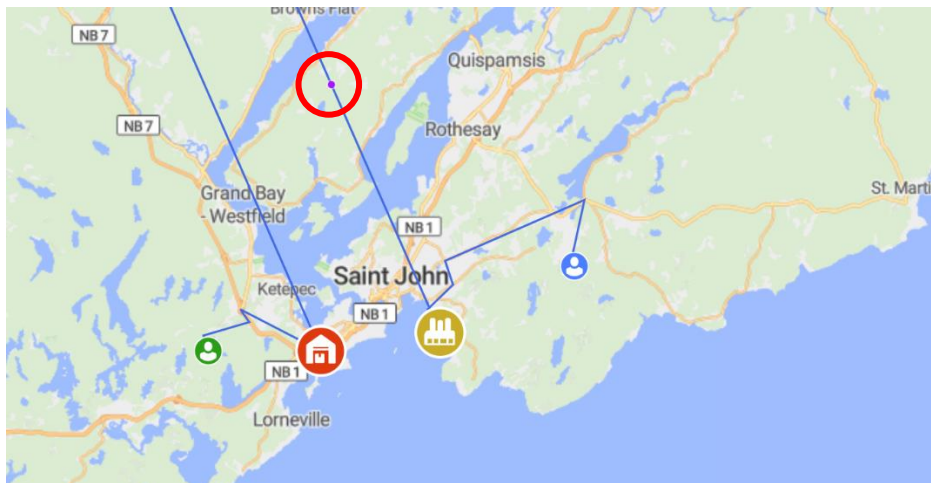 Browns Flat
NB 7
Quispamsis
NB 7
Rothesay
Grand Bay
- Westfield
St. Marti
NB 1
Saint John
Ketepec
NB 1
NB 1
Lorneville